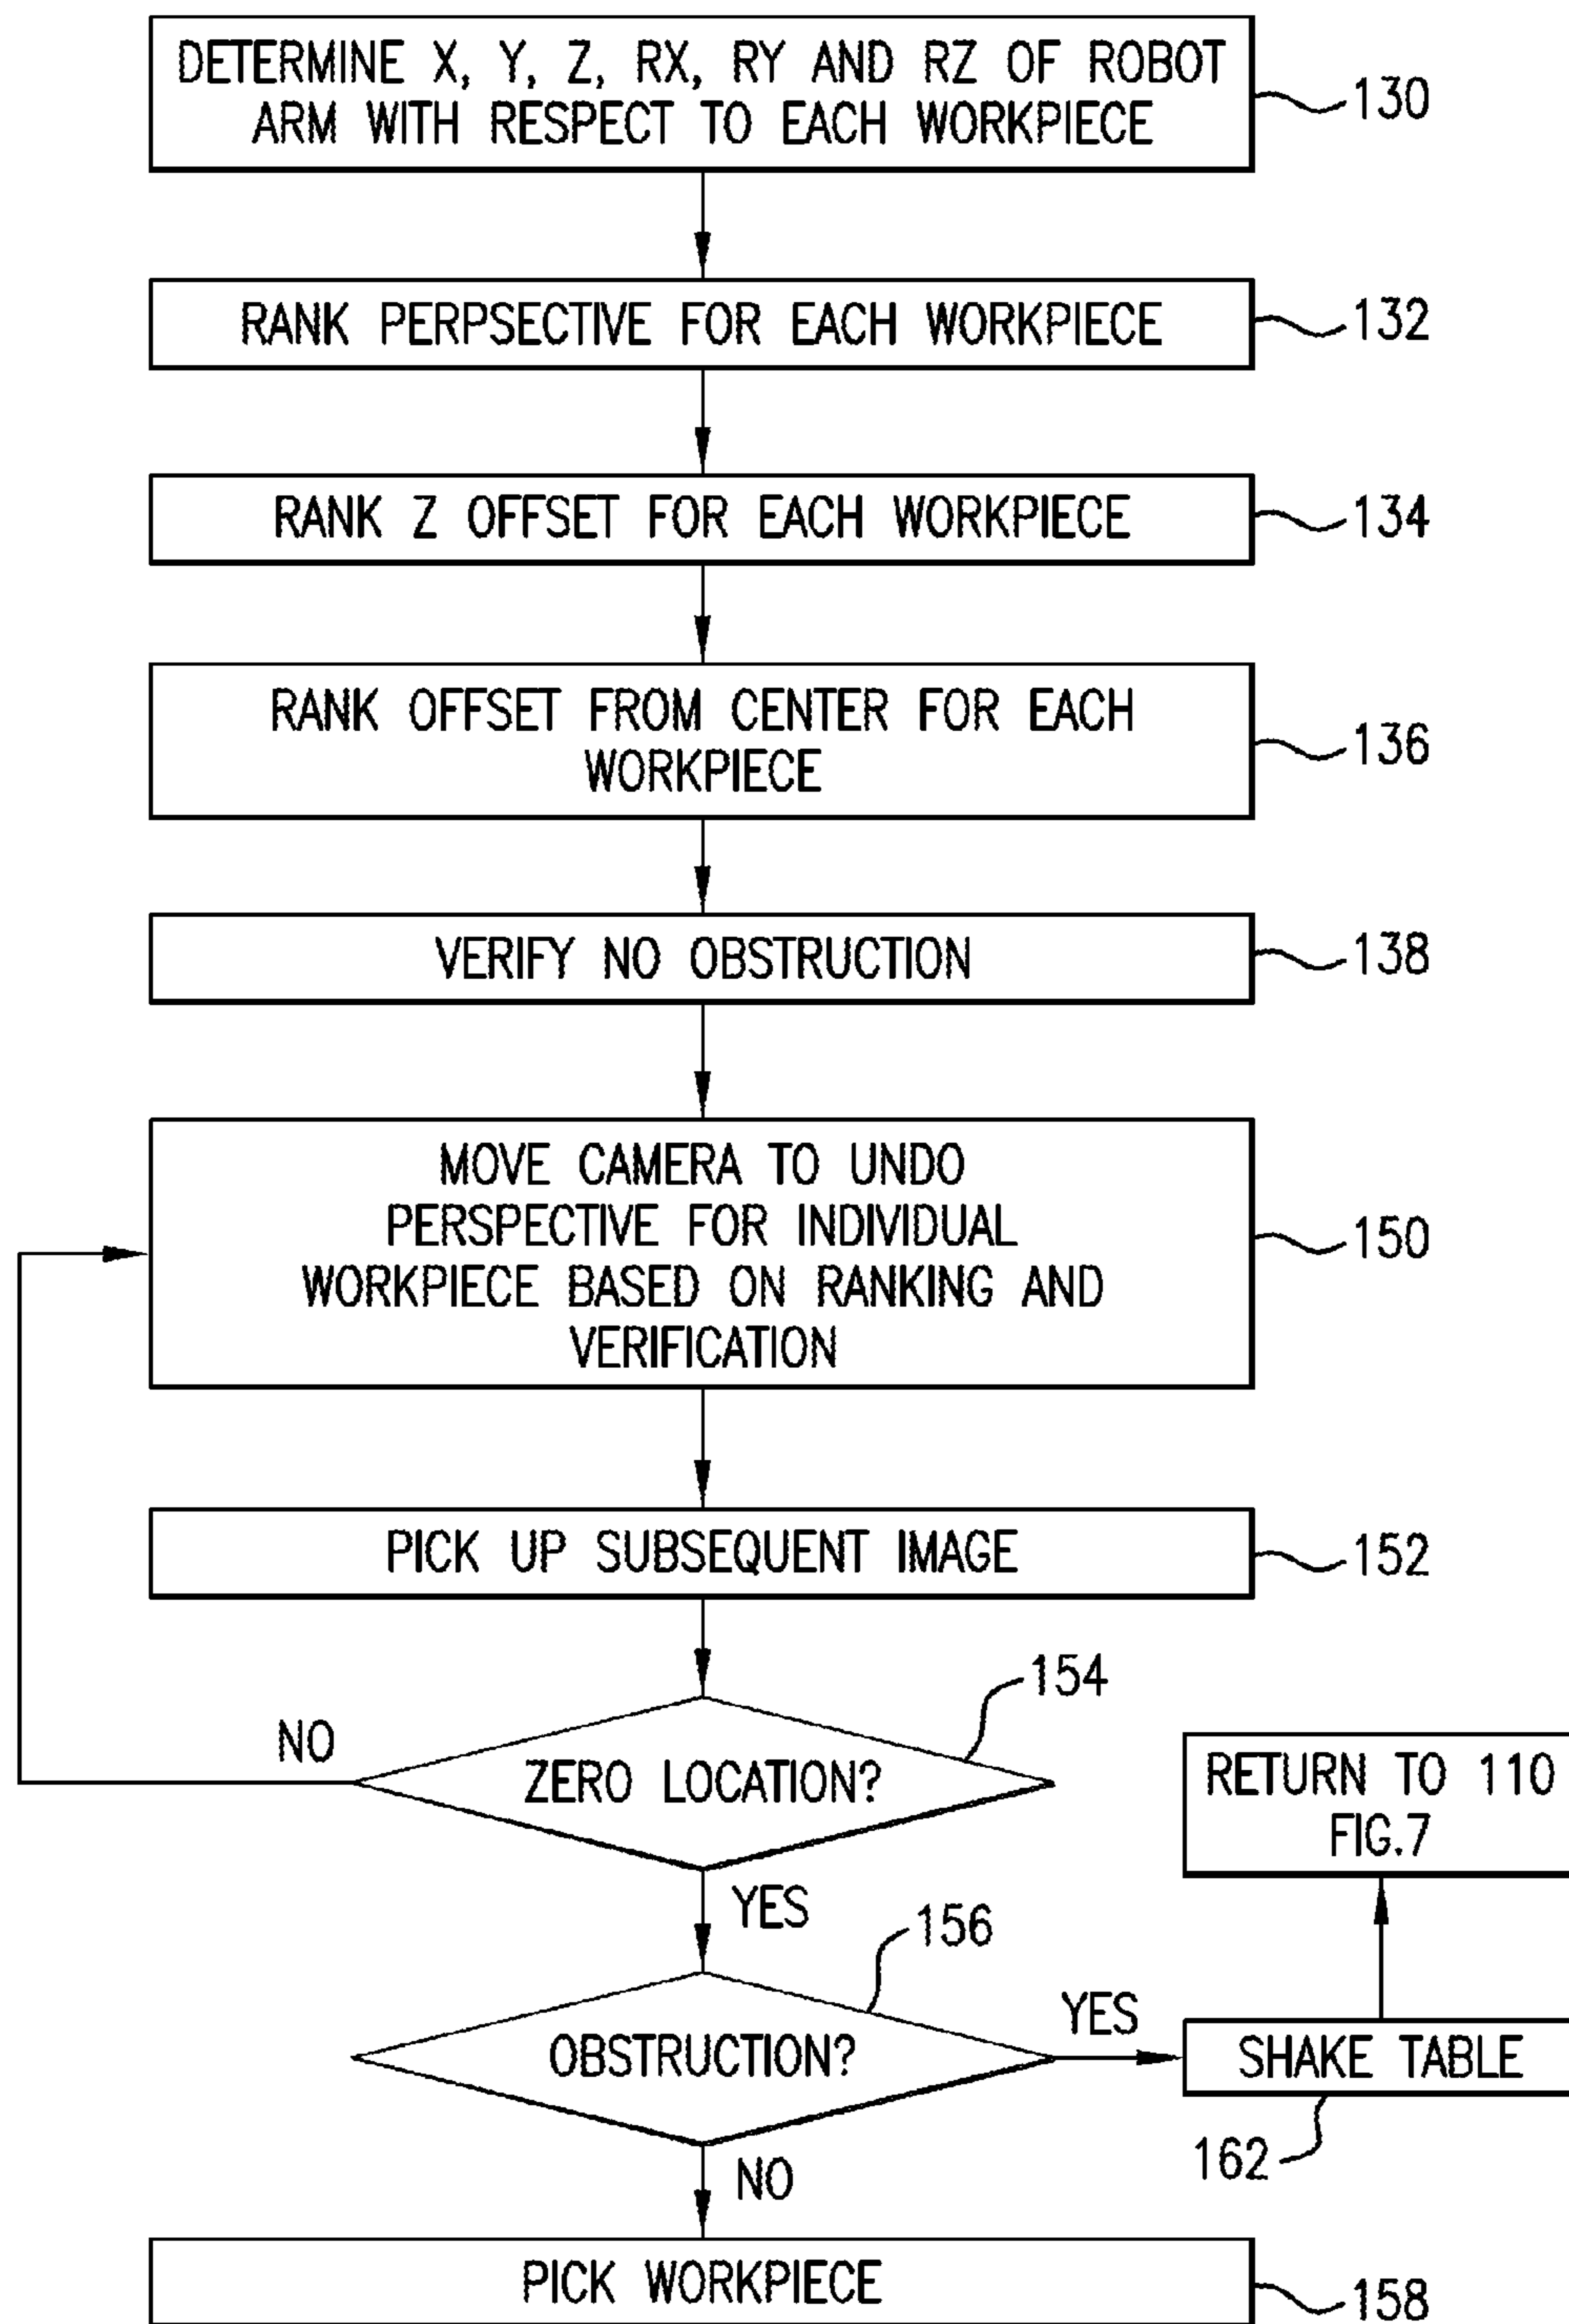 DETERMINE X, Y, Z, RX, RY AND RZ OF ROBOT
ARM WITH RESPECT TO EACH WORKPIECE
130
RANK PERPSECTIVE FOR EACH WORKPIECE
132
RANK Z OFFSET FOR EACH WORKPIECE
134
RANK OFFSET FROM CENTER FOR EACH
WORKPIECE
136
VERIFY NO OBSTRUCTION
138
MOVE CAMERA TO UNDO
PERSPECTIVE FOR INDIVIDUAL
WORKPIECE BASED ON RANKING AND
VERIFICATION
150
PICK UP SUBSEQUENT IMAGE
152
154
NO
ZERO LOCATION?
RETURN TO 110
FIG.7
YES
156
YES
OBSTRUCTION?
SHAKE TABLE
162
NO
PICK WORKPIECE
158